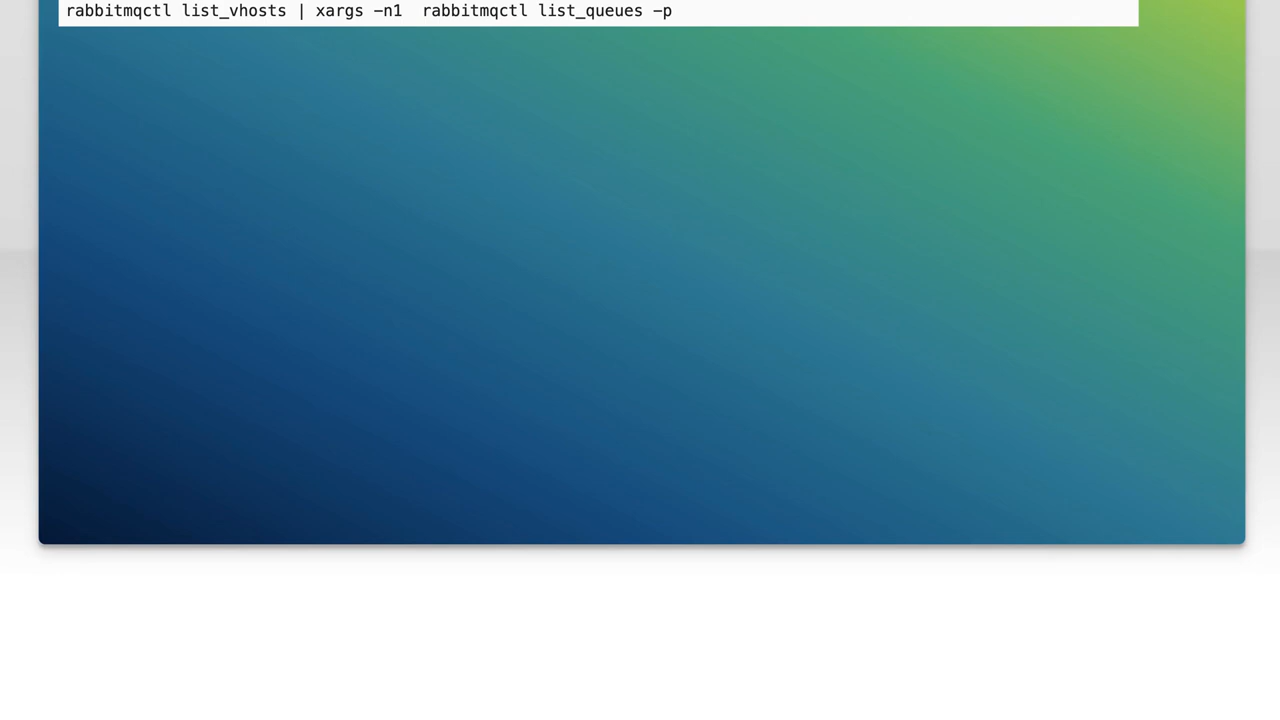 rabbitmqctl list_vhosts | xargs -n1  rabbitmqctl list_queues -p